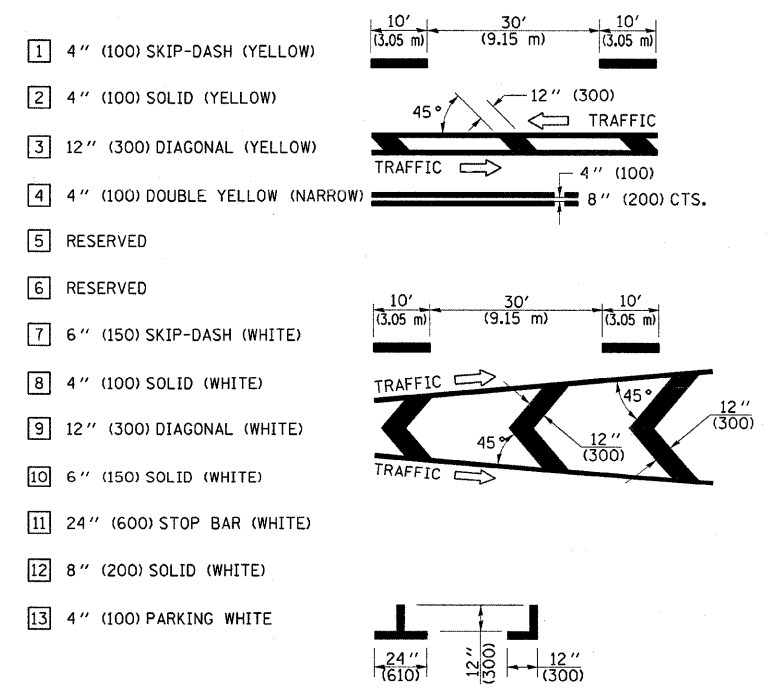 10' 30' 10'
(3.05 m) (9.15 m) (3.05 m)
1 4" (100) SKIP-DASH (YELLOW)
2 4" (100) SOLID (YELLOW)
45° 12" (300)
TRAFFIC
3 12" (300) DIAGONAL (YELLOW)
TRAFFIC
4" (100)
4 4" (100) DOUBLE YELLOW (NARROW)
8" (200) CTS.
5 RESERVED
6 RESERVED
10' 30' 10'
(3.05 m) (9.15 m) (3.05 m)
7 6" (150) SKIP-DASH (WHITE)
8 4" (100) SOLID (WHITE)
TRAFFIC
45°
12"
(300)
9 12" (300) DIAGONAL (WHITE)
45°
12"
(300)
TRAFFIC
10 6" (150) SOLID (WHITE)
11 24" (600) STOP BAR (WHITE)
12 8" (200) SOLID (WHITE)
13 4" (100) PARKING WHITE
24"
(610)
12"
(300)
12"
(300)